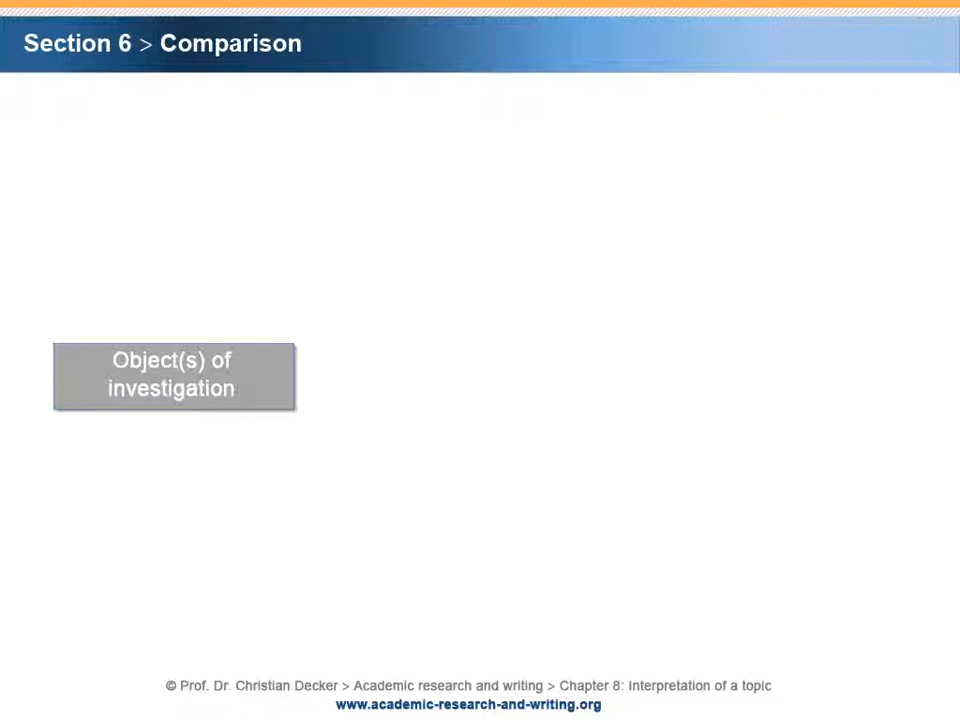 Section 6 > Comparison
Object(s) of
investigation
© Prof. Dr. Christian Decker > Academic research and writing > Chapter 8: Interpretation of a topic
www.academic-research-and-writing.org